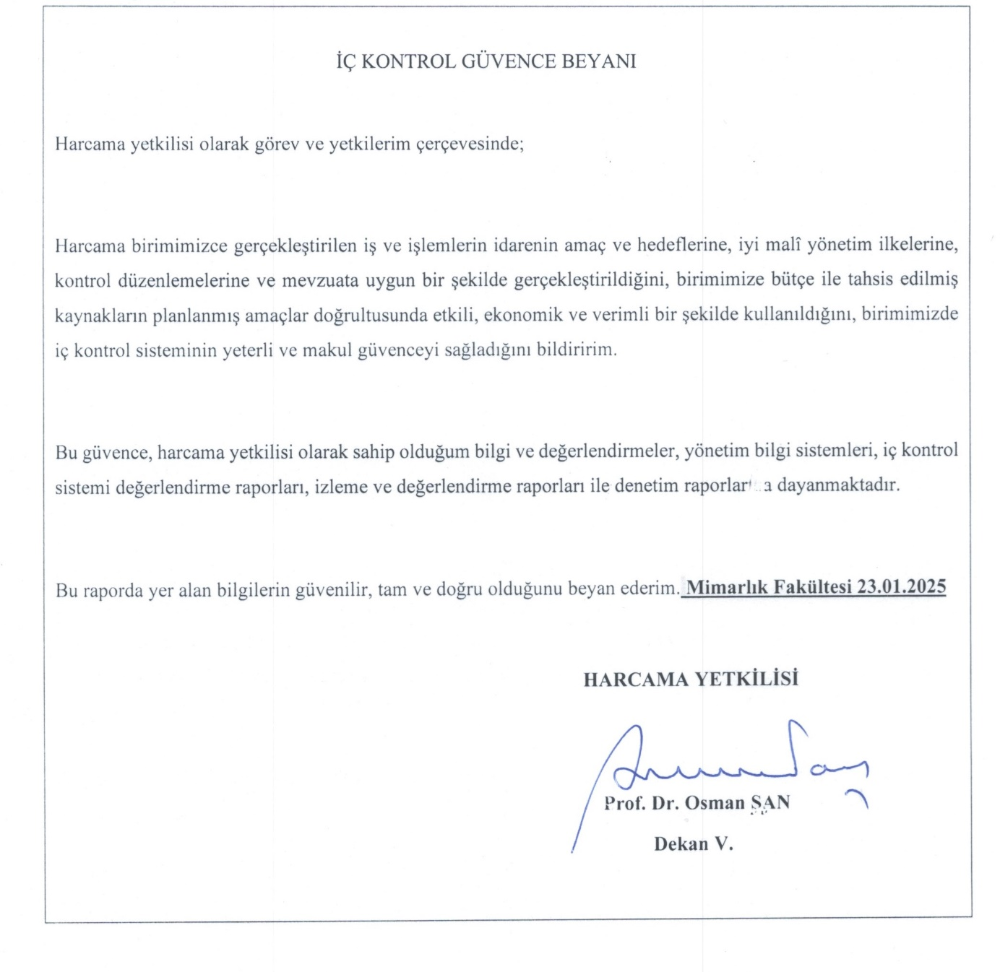 İÇ KONTROL GÜVENCE BEYANI
Harcama yetkilisi olarak görev ve yetkilerim çerçevesinde;
Harcama birimimizce gerçekleştirilen iş ve işlemlerin idarenin amaç ve hedeflerine, iyi malî yönetim ilkelerine,
kontrol düzenlemelerine ve mevzuata uygun bir şekilde gerçekleştirildiğini, birimimize bütçe ile tahsis edilmiş
kaynakların planlanmış amaçlar doğrultusunda etkili, ekonomik ve verimli bir şekilde kullanıldığını, birimimizde
iç kontrol sisteminin yeterli ve makul güvenceyi sağladığını bildiririm.
Bu güvence, harcama yetkilisi olarak sahip olduğum bilgi ve değerlendirmeler, yönetim bilgi sistemleri, iç kontrol
sistemi değerlendirme raporları, izleme ve değerlendirme raporları ile denetim dayanmaktadır.
Bu raporda yer alan bilgilerin güvenilir, tam ve doğru olduğunu beyan ederim. Mimarlık Fakültesi 23.01.2025
HARCAMA YETKİLİSİ
Prof. Dr. Osman ŞAN
Dekan V.